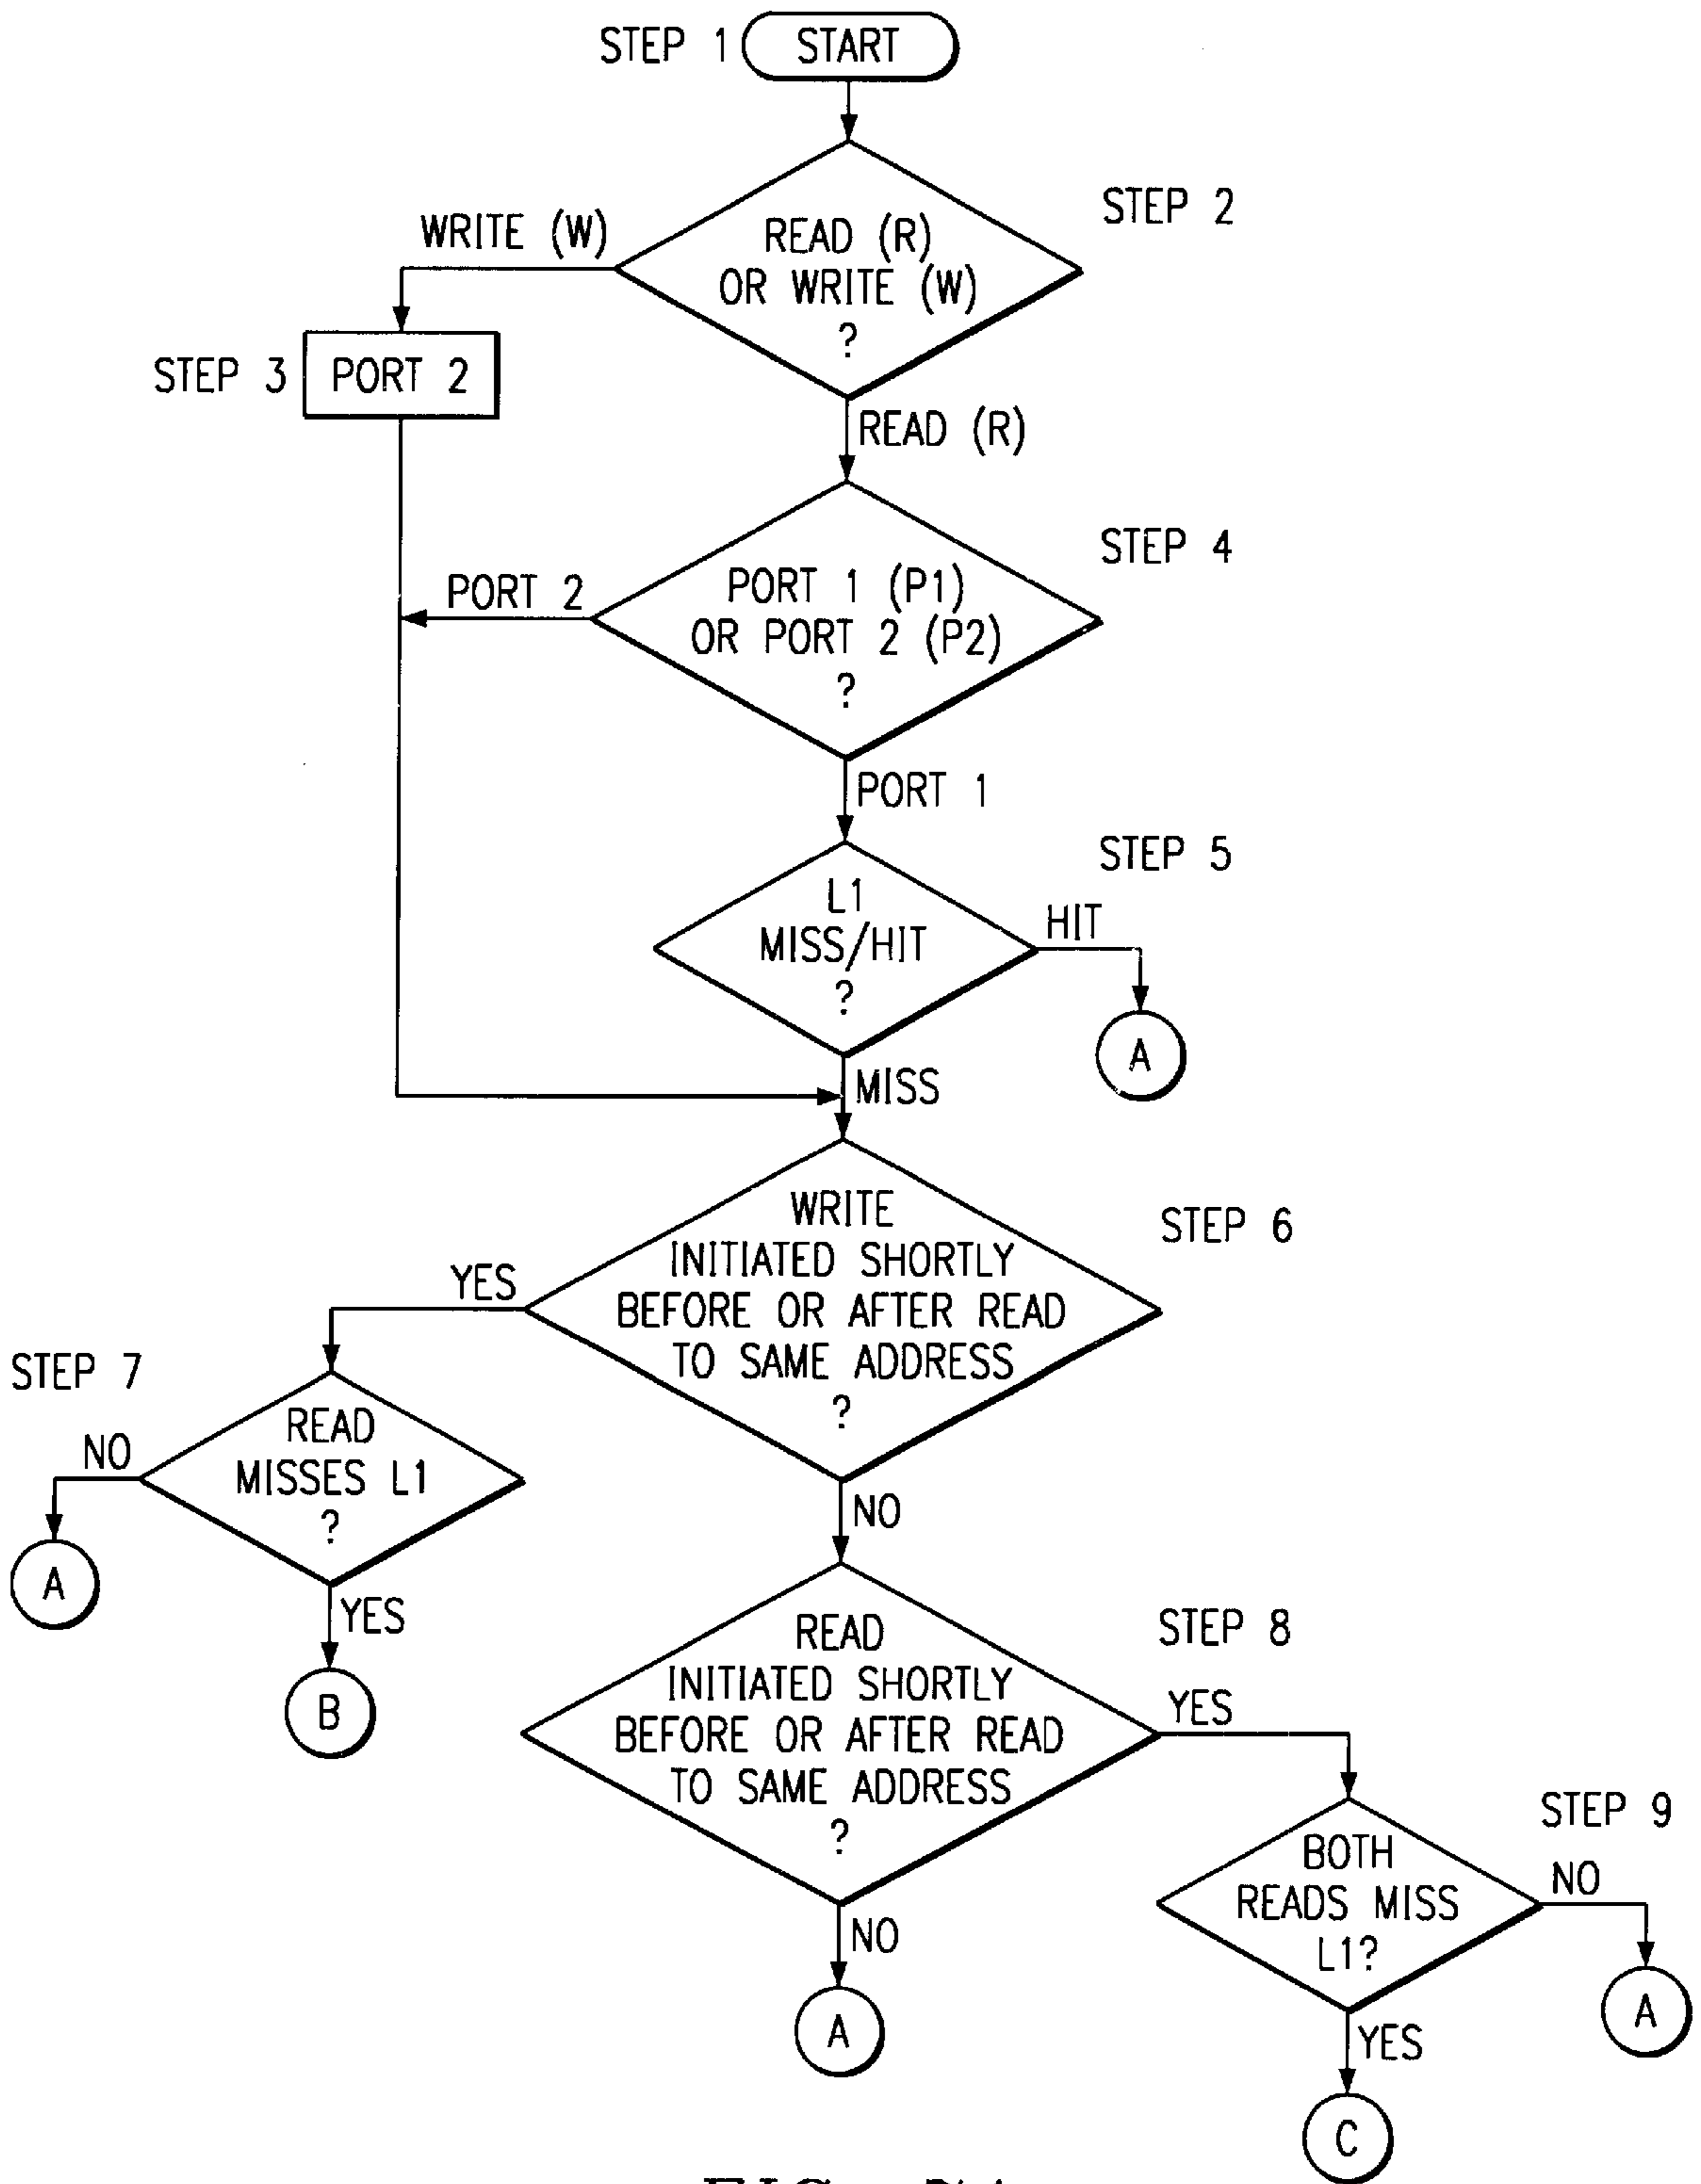 STEP 1
START
STEP 2
WRITE (W)
READ (R)
OR WRITE (W)
?
STEP 3
PORT 2
READ (R)
STEP 4
PORT 2
PORT 1 (P1)
OR PORT 2 (P2)
?
PORT 1
STEP 5
L1
MISS/HIT
?
HIT
A
MISS
STEP 6
WRITE
INITIATED SHORTLY
BEFORE OR AFTER READ
TO SAME ADDRESS
?
YES
STEP 7
READ
MISSES L1
?
NO
A
YES
B
NO
STEP 8
READ
INITIATED SHORTLY
BEFORE OR AFTER READ
TO SAME ADDRESS
?
YES
STEP 9
BOTH
READS MISS
L1?
NO
A
NO
A
YES
C